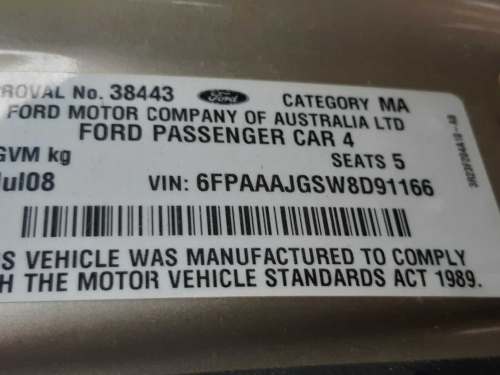 ROVAL No. 38443 Ford CATEGORY MA
FORD MOTOR COMPANY OF AUSTRALIA LTD
FORD PASSENGER CAR 4
GVM kg SEATS 5
Jul08 VIN: 6FPAAAJGSW8D91166
S VEHICLE WAS MANUFACTURED TO COMPLY
H THE MOTOR VEHICLE STANDARDS ACT 1989.